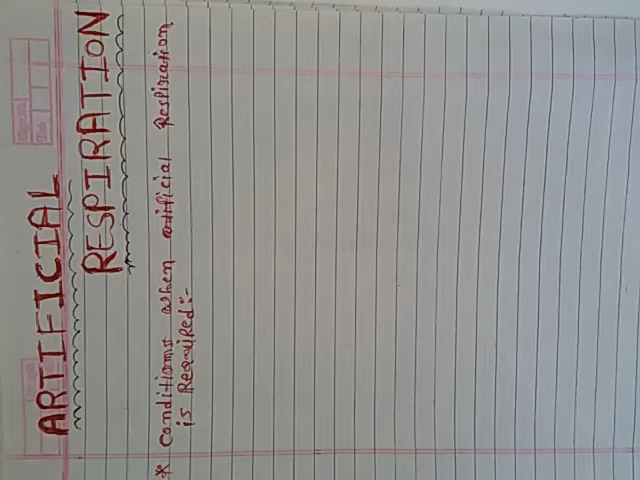 ARTIFICIAL
RESPIRATION
* Conditions when artificial Respiration
is Required:-